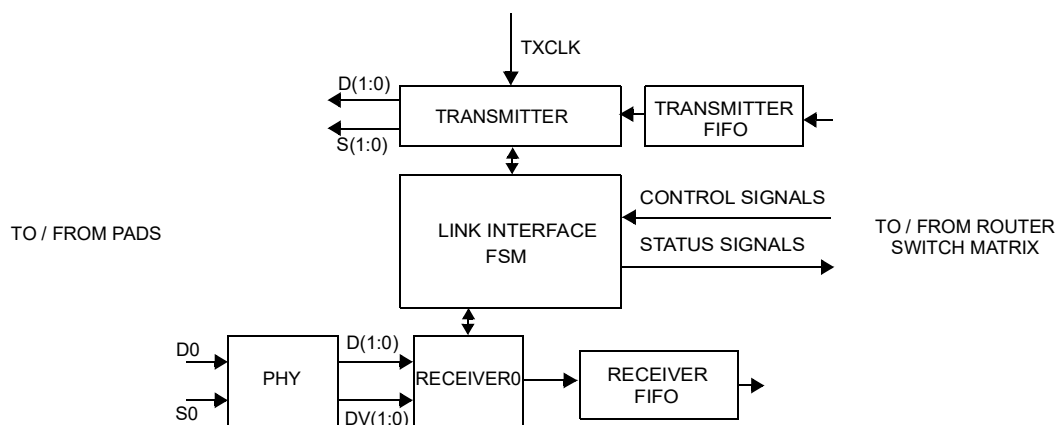 TXCLK
D(1:0)
TRANSMITTER
TRANSMITTER
FIFO
S(1:0)
CONTROL SIGNALS
TO / FROM PADS
LINK INTERFACE
FSM
TO / FROM ROUTER
SWITCH MATRIX
STATUS SIGNALS
D0
D(1:0)
PHY
RECEIVER0
RECEIVER
FIFO
S0
DV(1:0)